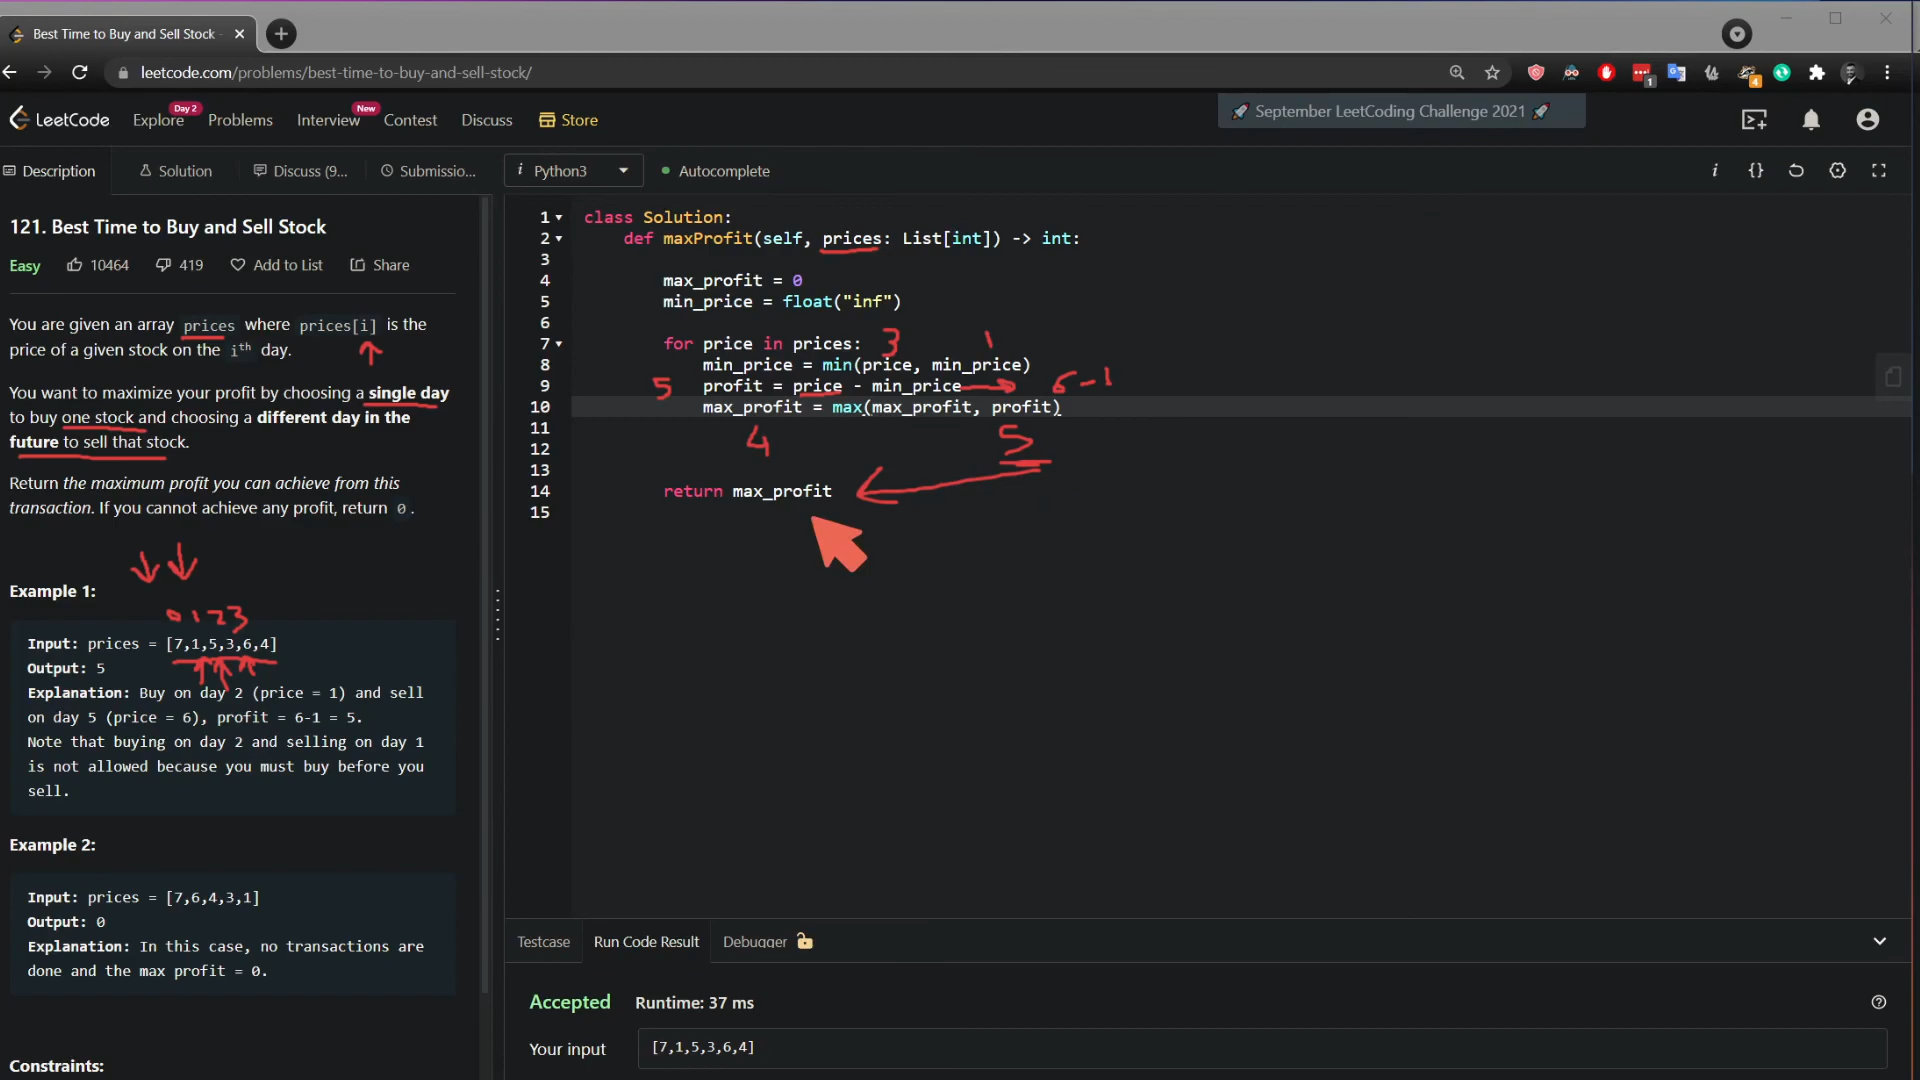 Best Time to Buy and Sell Stock
leetcode.com/problems/best-time-to-buy-and-sell-stock/
1
4
LeetCode
Explore
Day 2
Problems
Interview
New
Contest
Discuss
Store
🚀 September LeetCoding Challenge 2021 🚀
Description
Solution
Discuss (9...
Submissio...
i Python3
Autocomplete
i
{}
121. Best Time to Buy and Sell Stock
Easy
10464
419
Add to List
Share
You are given an array prices where prices[i] is the
price of a given stock on the ith day.
You want to maximize your profit by choosing a single day
to buy one stock and choosing a different day in the
future to sell that stock.
Return the maximum profit you can achieve from this
transaction. If you cannot achieve any profit, return 0 .
Example 1:
0 1 2 3
Input: prices = [7,1,5,3,6,4]
Output: 5
Explanation: Buy on day 2 (price = 1) and sell
on day 5 (price = 6), profit = 6-1 = 5.
Note that buying on day 2 and selling on day 1
is not allowed because you must buy before you
sell.
Example 2:
Input: prices = [7,6,4,3,1]
Output: 0
Explanation: In this case, no transactions are
done and the max profit = 0.
Constraints:
1 class Solution:
2 def maxProfit(self, prices: List[int]) -> int:
3
4 max_profit = 0
5 min_price = float("inf")
6
7 for price in prices:
3 1
8 min_price = min(price, min_price)
9 profit = price - min_price
5
6-1
10 max_profit = max(max_profit, profit)
11
4 5
12
13
14 return max_profit
15
Testcase
Run Code Result
Debugger
Accepted
Runtime: 37 ms
Your input
[7,1,5,3,6,4]